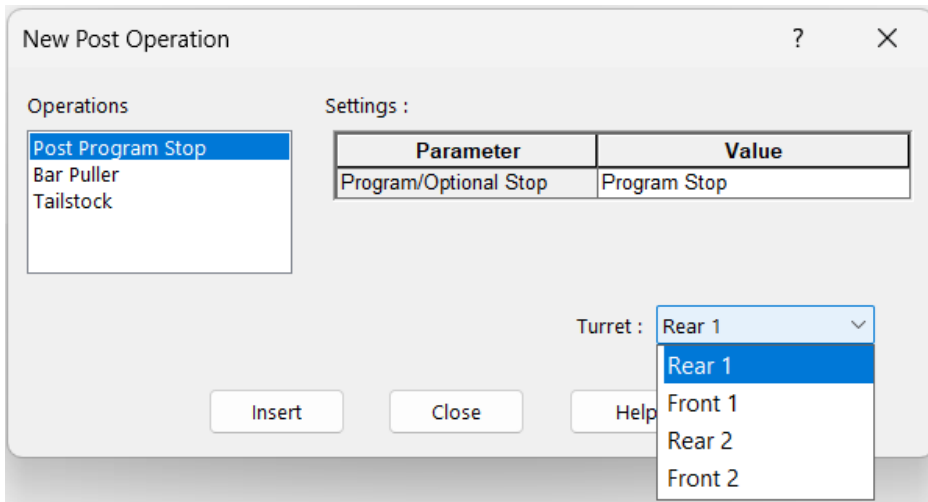 New Post Operation ?
Operations
Settings :
Post Program Stop
Bar Puller
Tailstock
Parameter Value
Program/Optional Stop Program Stop
Turret : Rear 1
Rear 1
Front 1
Rear 2
Front 2
Insert Close Help